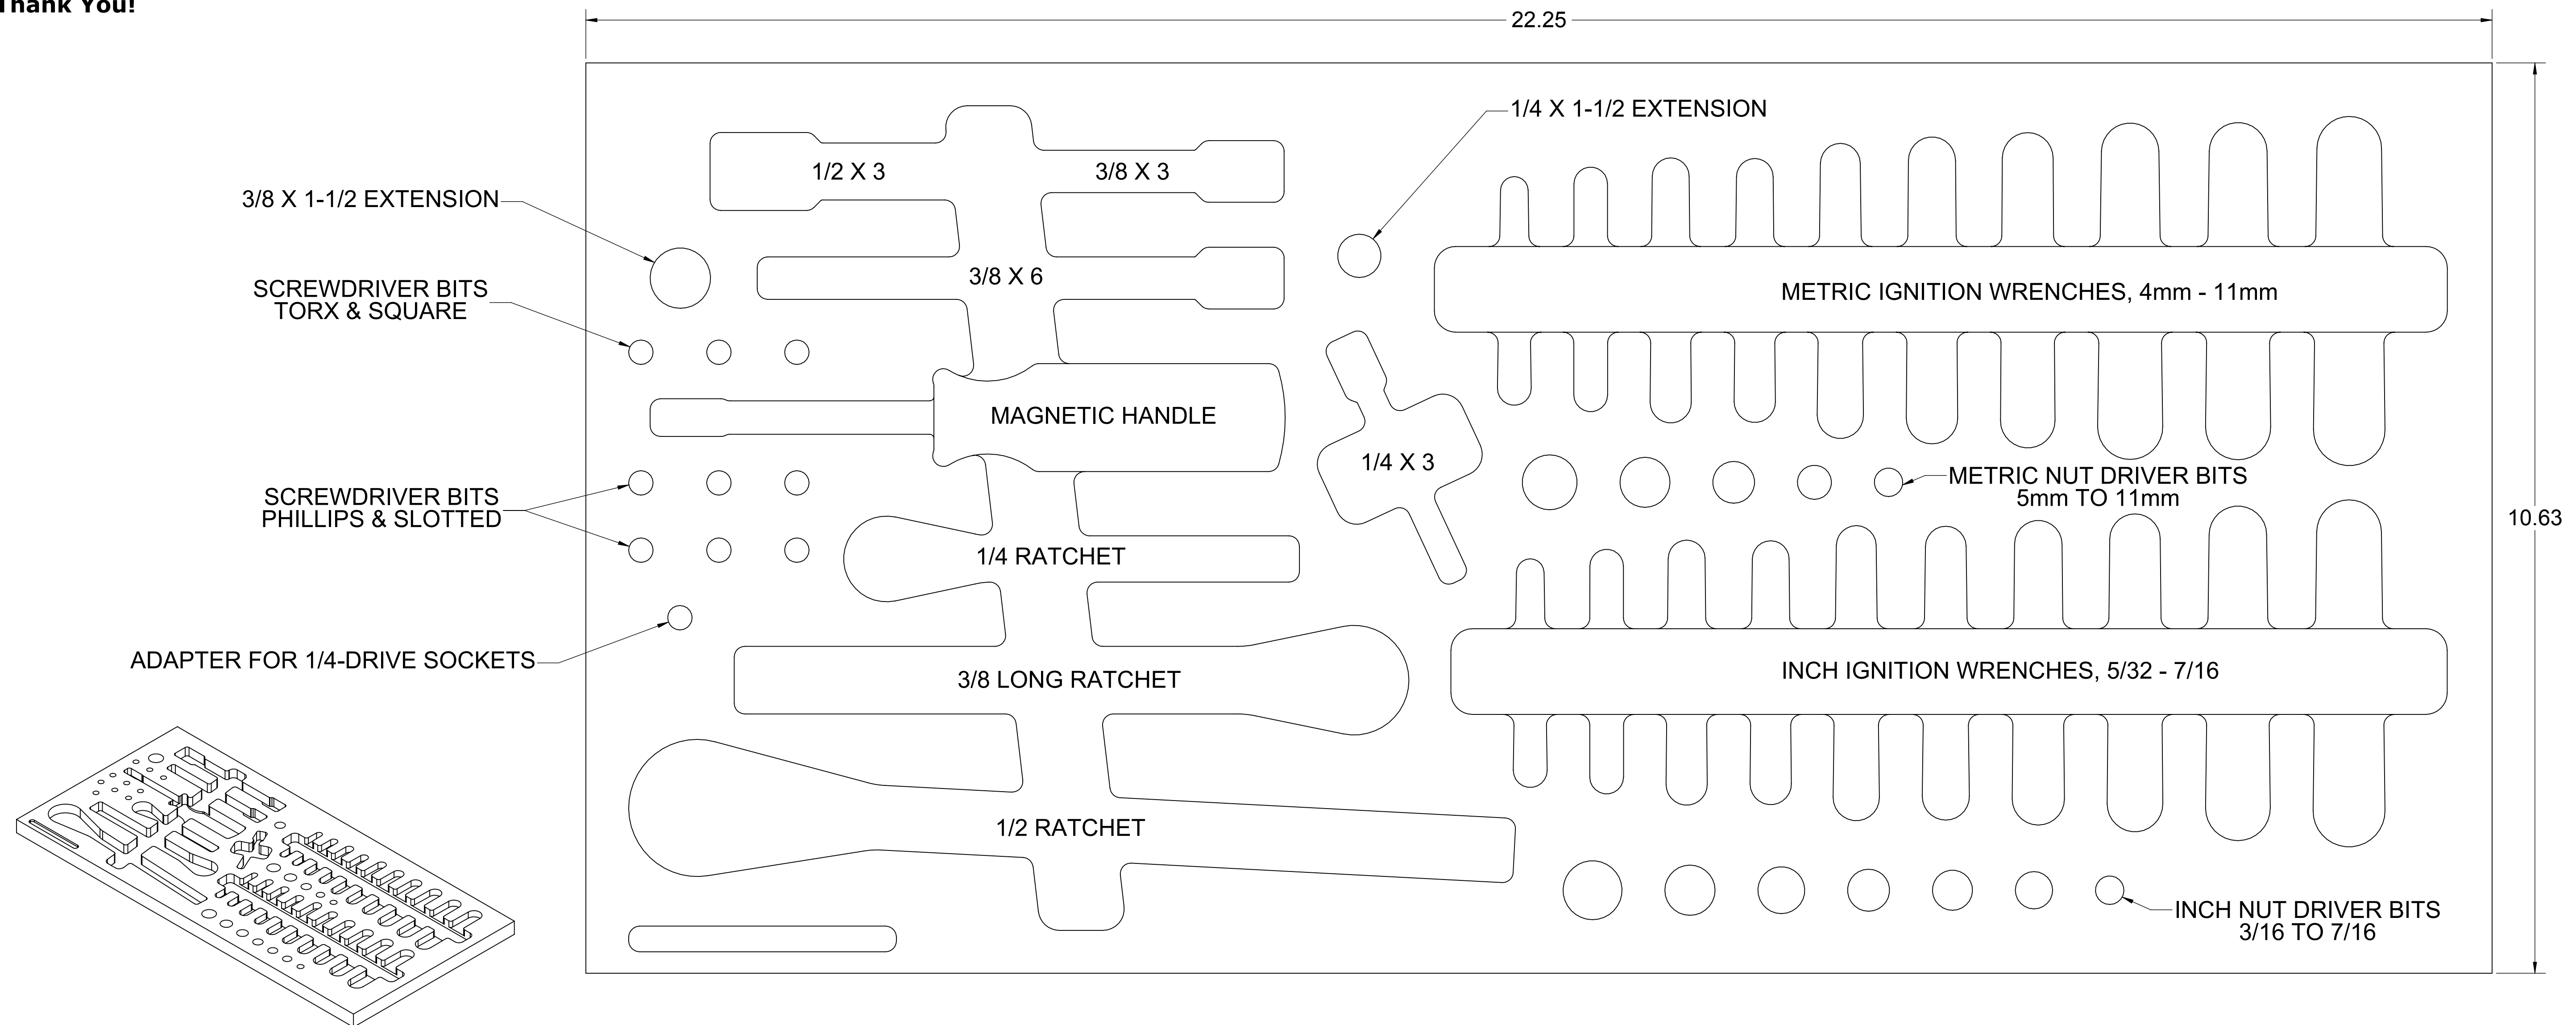 Thank You!
22.25
1/4 X 1-1/2 EXTENSION
1/2 X 3
3/8 X 3
3/8 X 1-1/2 EXTENSION
3/8 X 6
SCREWDRIVER BITS
TORX & SQUARE
METRIC IGNITION WRENCHES, 4mm - 11mm
MAGNETIC HANDLE
1/4 X 3
SCREWDRIVER BITS
PHILLIPS & SLOTTED
METRIC NUT DRIVER BITS
5mm TO 11mm
10.63
1/4 RATCHET
ADAPTER FOR 1/4-DRIVE SOCKETS
3/8 LONG RATCHET
INCH IGNITION WRENCHES, 5/32 - 7/16
1/2 RATCHET
INCH NUT DRIVER BITS
3/16 TO 7/16